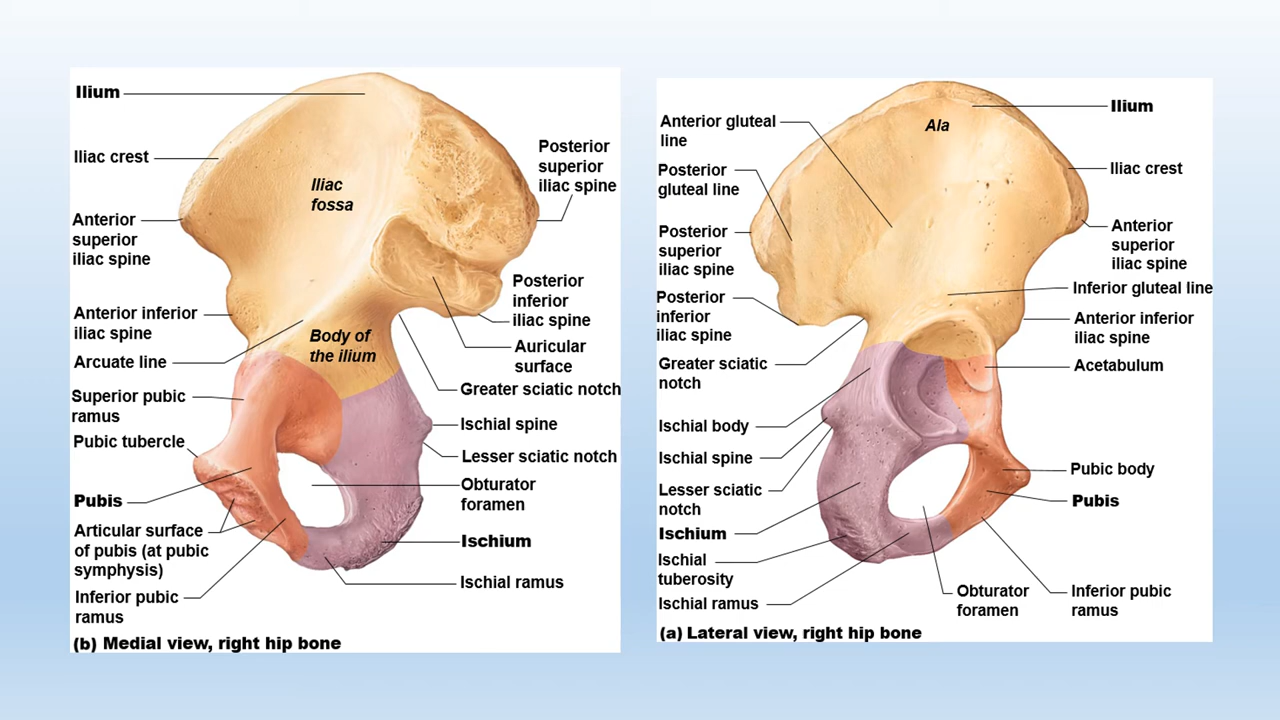 Ilium
Iliac crest
Anterior
superior
iliac spine
Anterior inferior
iliac spine
Arcuate line
Superior pubic
ramus
Pubic tubercle
Pubis
Articular surface
of pubis (at pubic
symphysis)
Inferior pubic
ramus
Iliac
fossa
Body of
the ilium
Posterior
superior
iliac spine
Posterior
inferior
iliac spine
Auricular
surface
Greater sciatic notch
Ischial spine
Lesser sciatic notch
Obturator
foramen
Ischium
Ischial ramus
(b) Medial view, right hip bone
Anterior gluteal
line
Posterior
gluteal line
Posterior
superior
iliac spine
Posterior
inferior
iliac spine
Greater sciatic
notch
Ischial body
Ischial spine
Lesser sciatic
notch
Ischium
Ischial
tuberosity
Ischial ramus
Ala
Ilium
Iliac crest
Anterior
superior
iliac spine
Inferior gluteal line
Anterior inferior
iliac spine
Acetabulum
Pubic body
Pubis
Obturator
foramen
Inferior pubic
ramus
(a) Lateral view, right hip bone